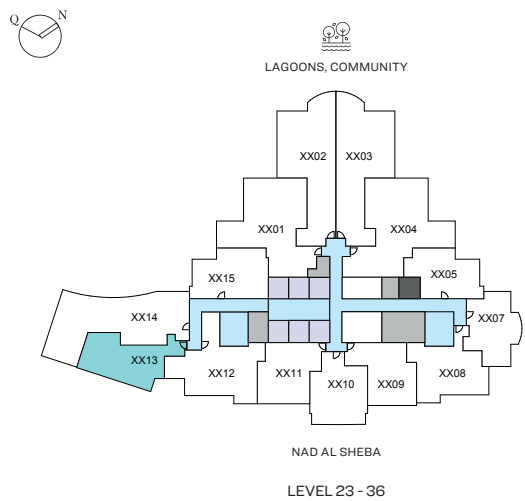 Q N
LAGOONS, COMMUNITY
XX02 XX03
XX01 XX04
XX15 XX05
XX14 XX07
XX13 XX12 XX11 XX10 XX09 XX08
NAD AL SHEBA
LEVEL 23 - 36